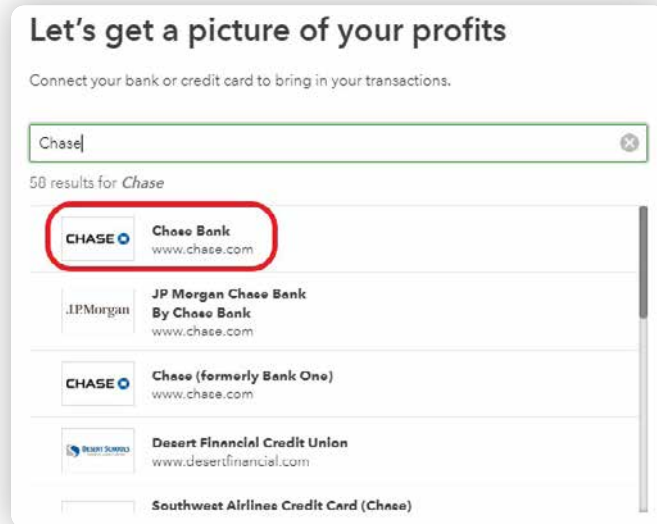 Let's get a picture of your profits
Connect your bank or credit card to bring in your transactions.
Chase
58 results for Chase
CHASE
Chase Bank
www.chase.com
J.P.Morgan
JP Morgan Chase Bank
By Chase Bank
www.chase.com
CHASE
Chase (formerly Bank One)
www.chase.com
DESERT SCHOOLS
Desert Financial Credit Union
www.desertfinancial.com
Southwest Airlines Credit Card (Chase)